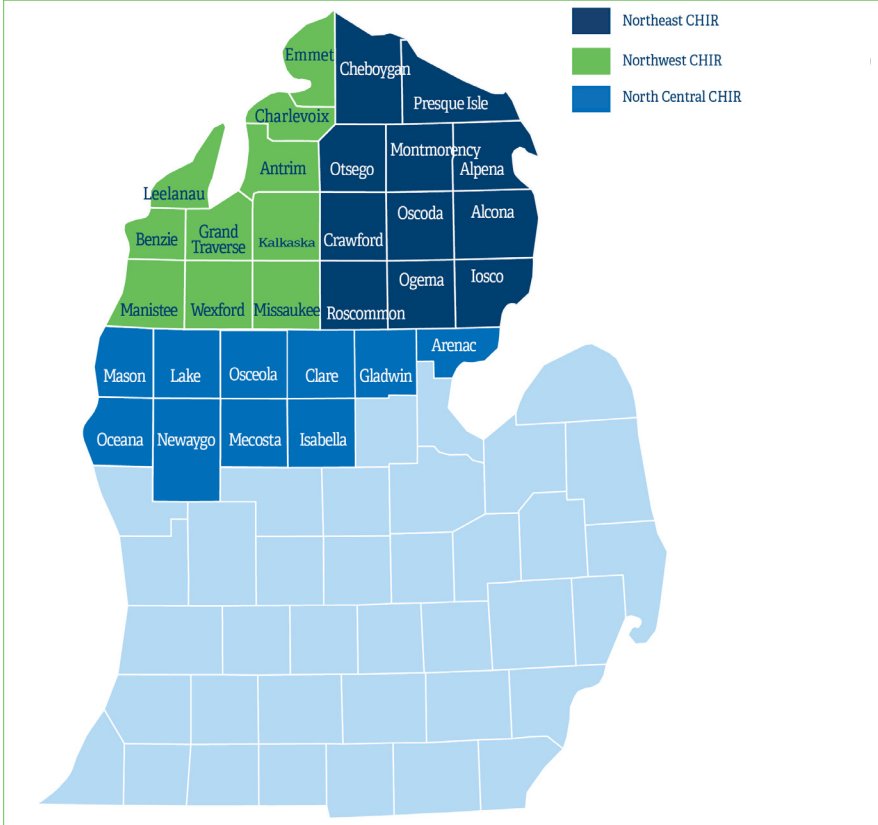 Northeast CHIR
Northwest CHIR
North Central CHIR
Emmet
Cheboygan
Presque Isle
Charlevoix
Montmorency
Antrim
Otsego
Alpena
Leelanau
Oscoda
Alcona
Benzie
Grand
Traverse
Kalkaska
Crawford
Ogema
Iosco
Manistee
Wexford
Missaukee
Roscommon
Arenac
Mason
Lake
Osceola
Clare
Gladwin
Oceana
Newaygo
Mecosta
Isabella